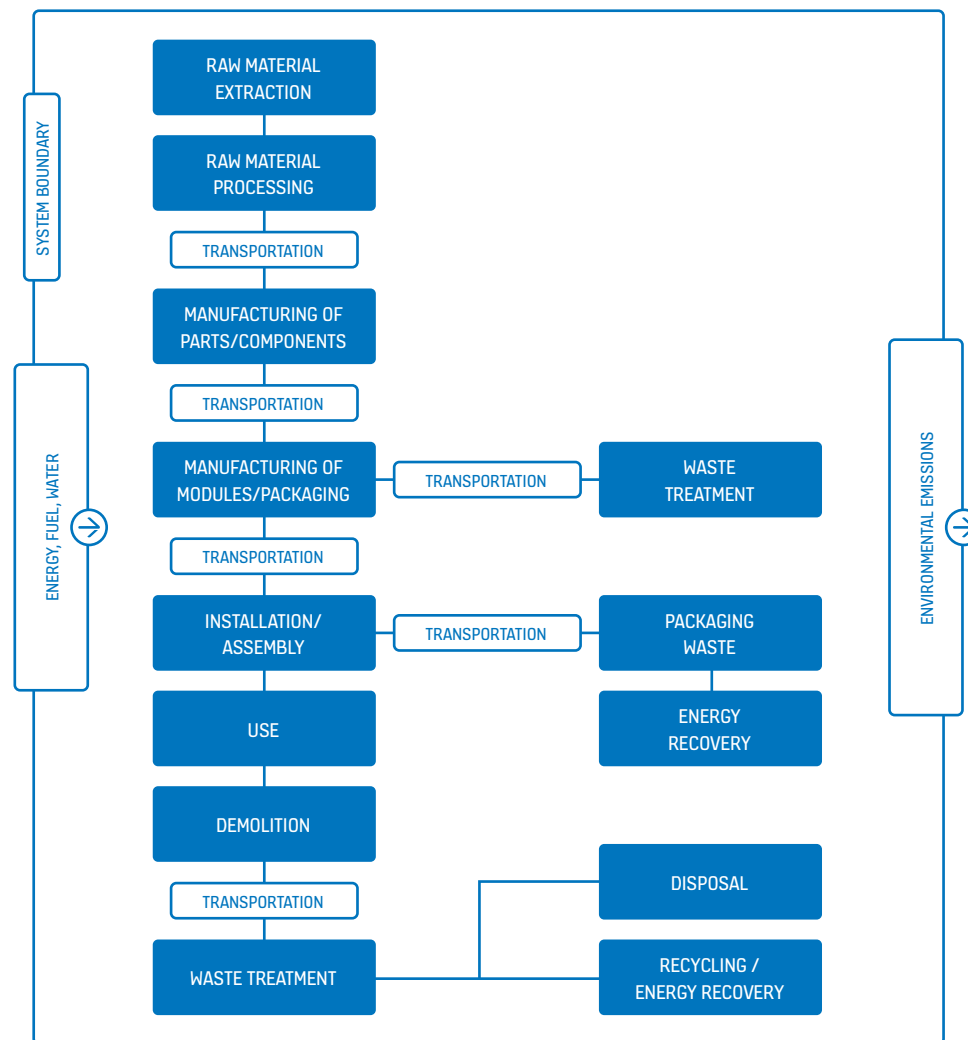 RAW MATERIAL
EXTRACTION
SYSTEM BOUNDARY
RAW MATERIAL
PROCESSING
TRANSPORTATION
MANUFACTURING OF
PARTS/COMPONENTS
TRANSPORTATION
ENERGY, FUEL, WATER
MANUFACTURING OF
MODULES/PACKAGING
TRANSPORTATION
WASTE
TREATMENT
ENVIRONMENTAL EMISSIONS
TRANSPORTATION
INSTALLATION/
ASSEMBLY
TRANSPORTATION
PACKAGING
WASTE
USE
ENERGY
RECOVERY
DEMOLITION
TRANSPORTATION
DISPOSAL
WASTE TREATMENT
RECYCLING /
ENERGY RECOVERY